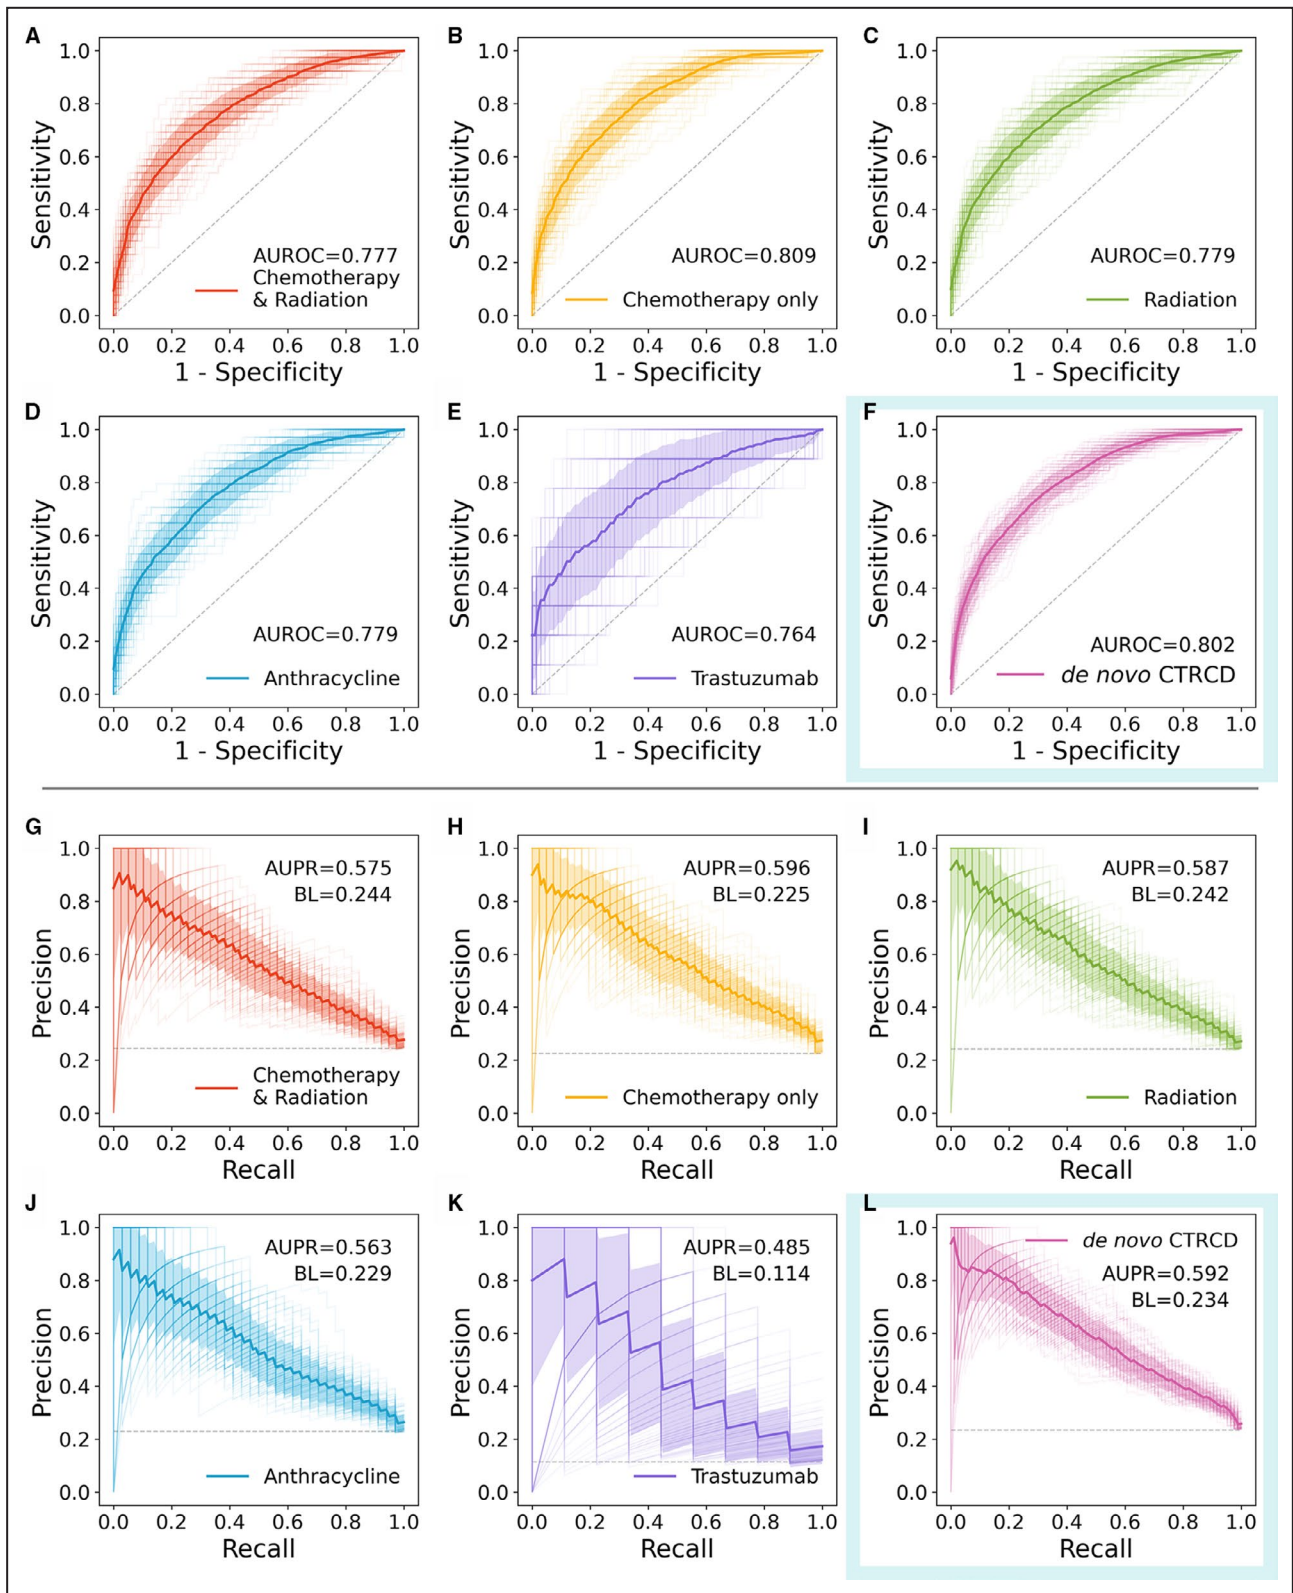 A
1.0
0.8
0.6
0.4
0.2
0.0
Sensitivity
AUROC=0.777
Chemotherapy
& Radiation
0.0 0.2 0.4 0.6 0.8 1.0
1 - Specificity
B
1.0
0.8
0.6
0.4
0.2
0.0
Sensitivity
AUROC=0.809
Chemotherapy only
0.0 0.2 0.4 0.6 0.8 1.0
1 - Specificity
C
1.0
0.8
0.6
0.4
0.2
0.0
Sensitivity
AUROC=0.779
Radiation
0.0 0.2 0.4 0.6 0.8 1.0
1 - Specificity
D
1.0
0.8
0.6
0.4
0.2
0.0
Sensitivity
AUROC=0.779
Anthracycline
0.0 0.2 0.4 0.6 0.8 1.0
1 - Specificity
E
1.0
0.8
0.6
0.4
0.2
0.0
Sensitivity
AUROC=0.764
Trastuzumab
0.0 0.2 0.4 0.6 0.8 1.0
1 - Specificity
F
1.0
0.8
0.6
0.4
0.2
0.0
Sensitivity
AUROC=0.802
de novo CTRCD
0.0 0.2 0.4 0.6 0.8 1.0
1 - Specificity
G
1.0
0.8
0.6
0.4
0.2
0.0
Precision
AUPR=0.575
BL=0.244
Chemotherapy
& Radiation
0.0 0.2 0.4 0.6 0.8 1.0
Recall
H
1.0
0.8
0.6
0.4
0.2
0.0
Precision
AUPR=0.596
BL=0.225
Chemotherapy only
0.0 0.2 0.4 0.6 0.8 1.0
Recall
I
1.0
0.8
0.6
0.4
0.2
0.0
Precision
AUPR=0.587
BL=0.242
Radiation
0.0 0.2 0.4 0.6 0.8 1.0
Recall
J
1.0
0.8
0.6
0.4
0.2
0.0
Precision
AUPR=0.563
BL=0.229
Anthracycline
0.0 0.2 0.4 0.6 0.8 1.0
Recall
K
1.0
0.8
0.6
0.4
0.2
0.0
Precision
AUPR=0.485
BL=0.114
Trastuzumab
0.0 0.2 0.4 0.6 0.8 1.0
Recall
L
1.0
0.8
0.6
0.4
0.2
0.0
Precision
de novo CTRCD
AUPR=0.592
BL=0.234
0.0 0.2 0.4 0.6 0.8 1.0
Recall